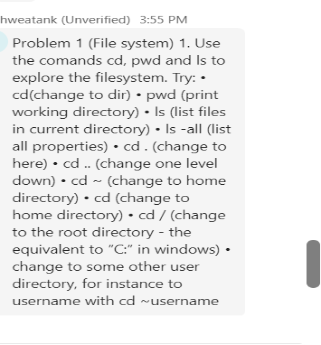 hweatank (Unverified) 3:55 PM
Problem 1 (File system) 1. Use
the comands cd, pwd and ls to
explore the filesystem. Try: •
cd(change to dir) • pwd (print
working directory) • ls (list files
in current directory) • ls -all (list
all properties) • cd . (change to
here) • cd .. (change one level
down) • cd ~ (change to home
directory) • cd (change to
home directory) • cd / (change
to the root directory - the
equivalent to "C:" in windows) •
change to some other user
directory, for instance to
username with cd ~username